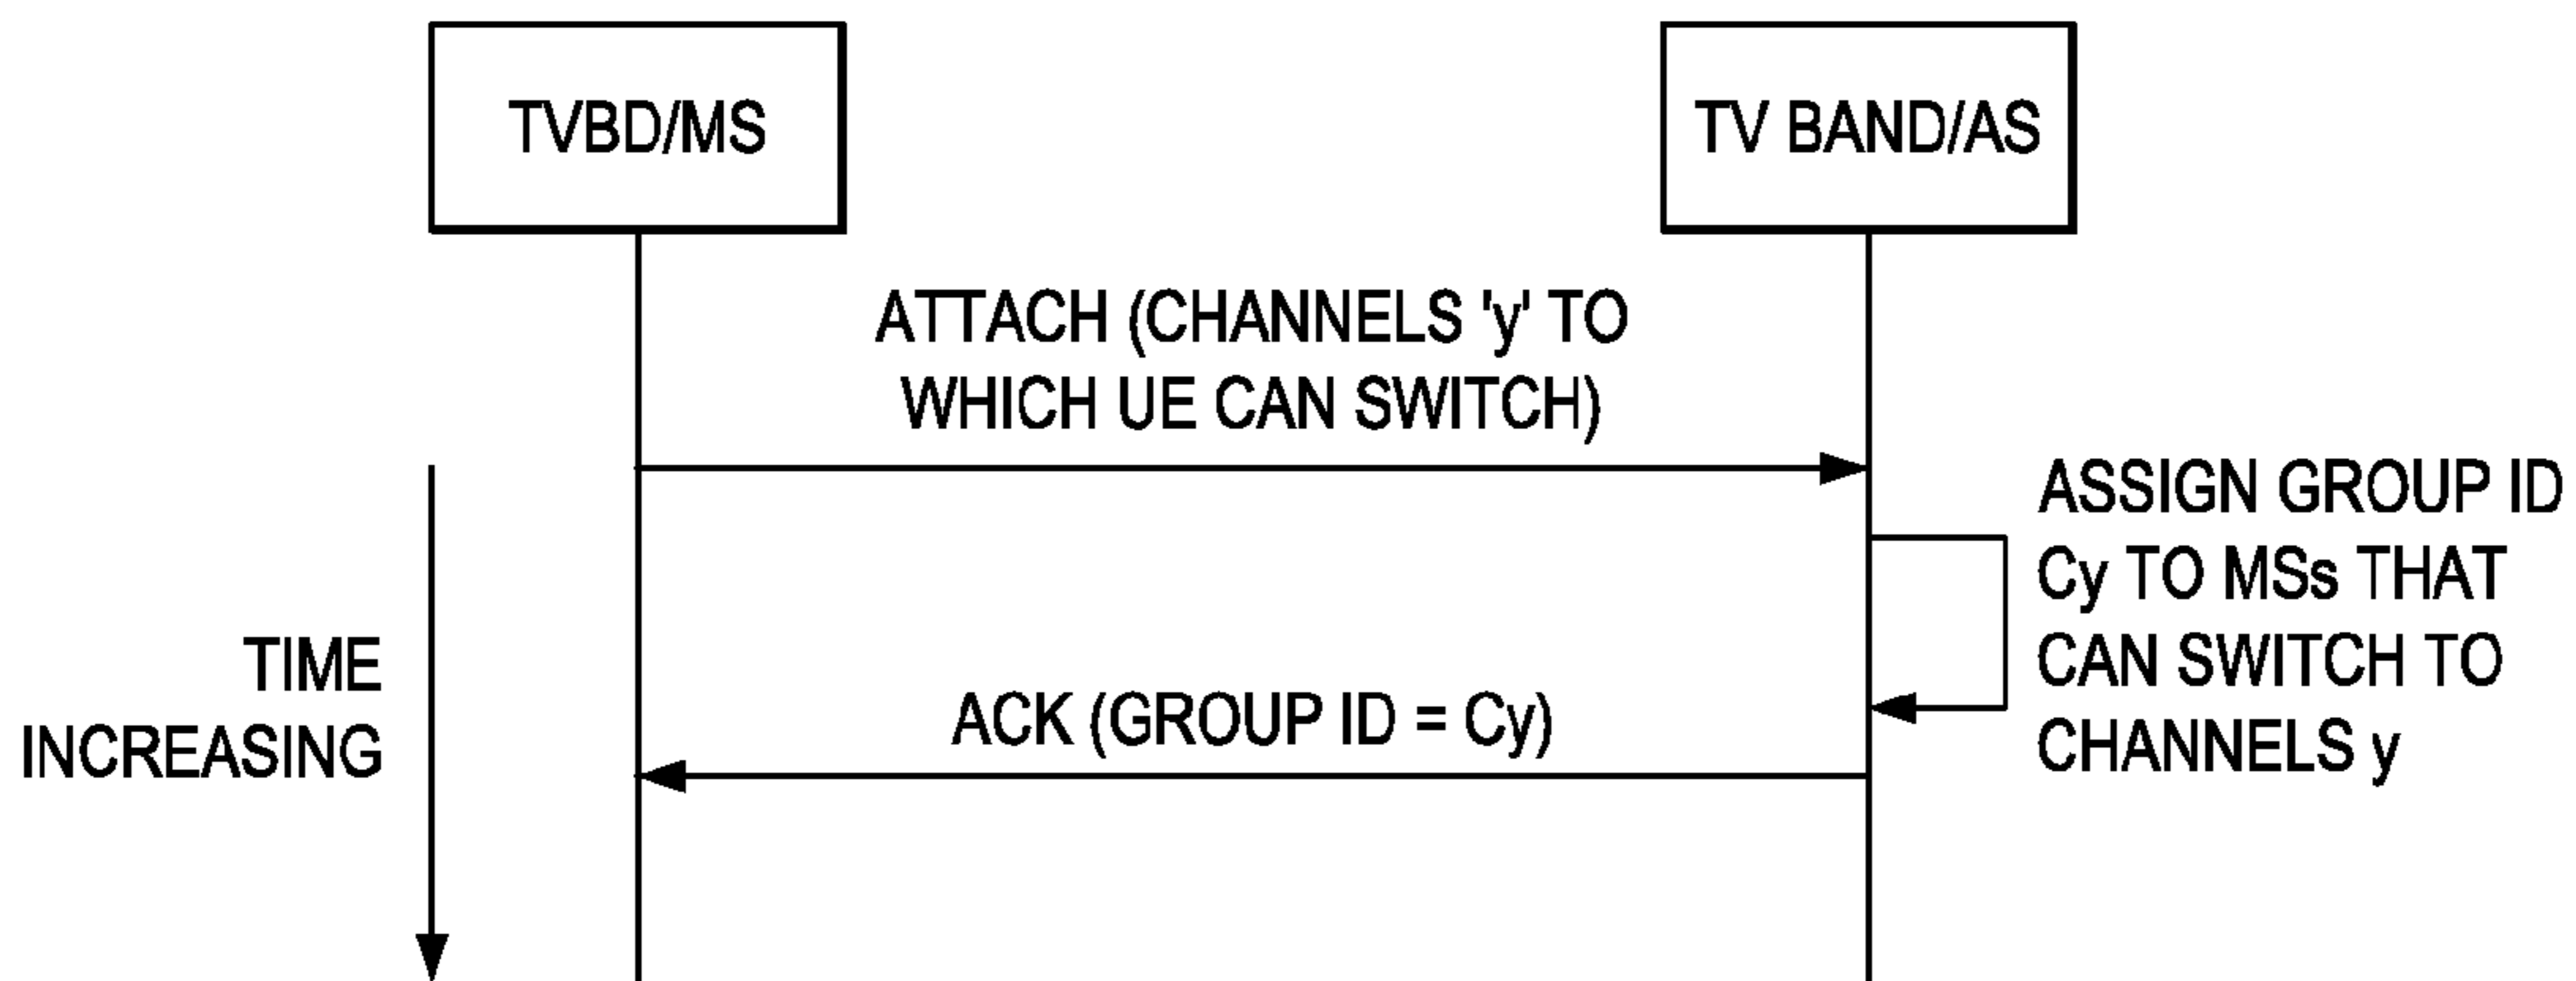 TVBD/MS
TV BAND/AS
ATTACH (CHANNELS 'y' TO
WHICH UE CAN SWITCH)
ASSIGN GROUP ID
Cy TO MSs THAT
CAN SWITCH TO
CHANNELS y
TIME
INCREASING
ACK (GROUP ID = Cy)